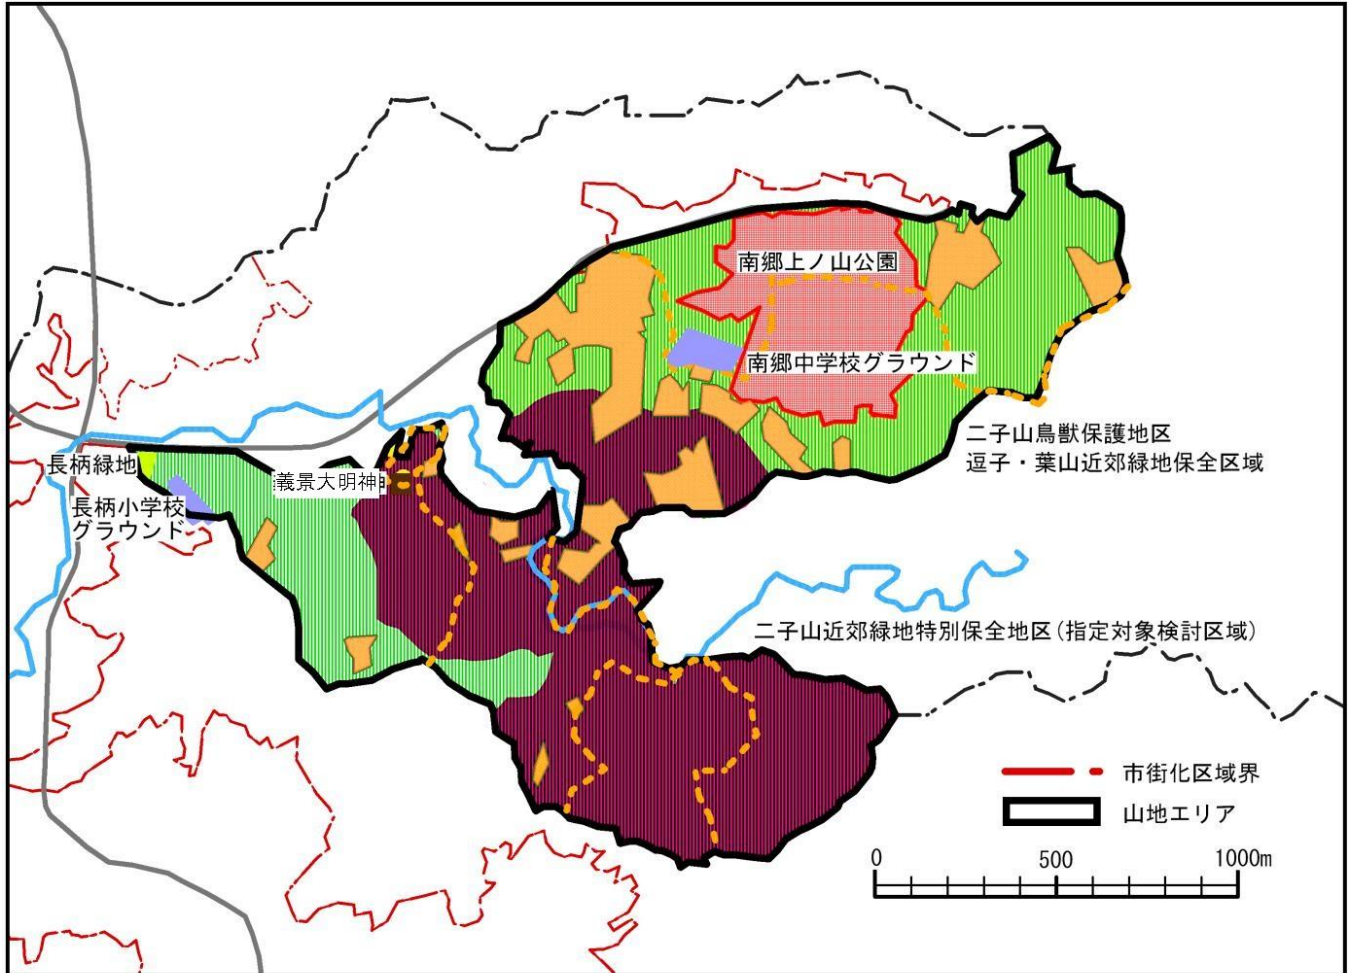 南郷上ノ山公園
南郷中学校グラウンド
二子山鳥獣保護地区
逗子・葉山近郊緑地保全区域
長柄緑地
義景大明神
長柄小学校
グラウンド
二子山近郊緑地特別保全地区(指定対象検討区域)
市街化区域界
山地エリア
0 500 1000m